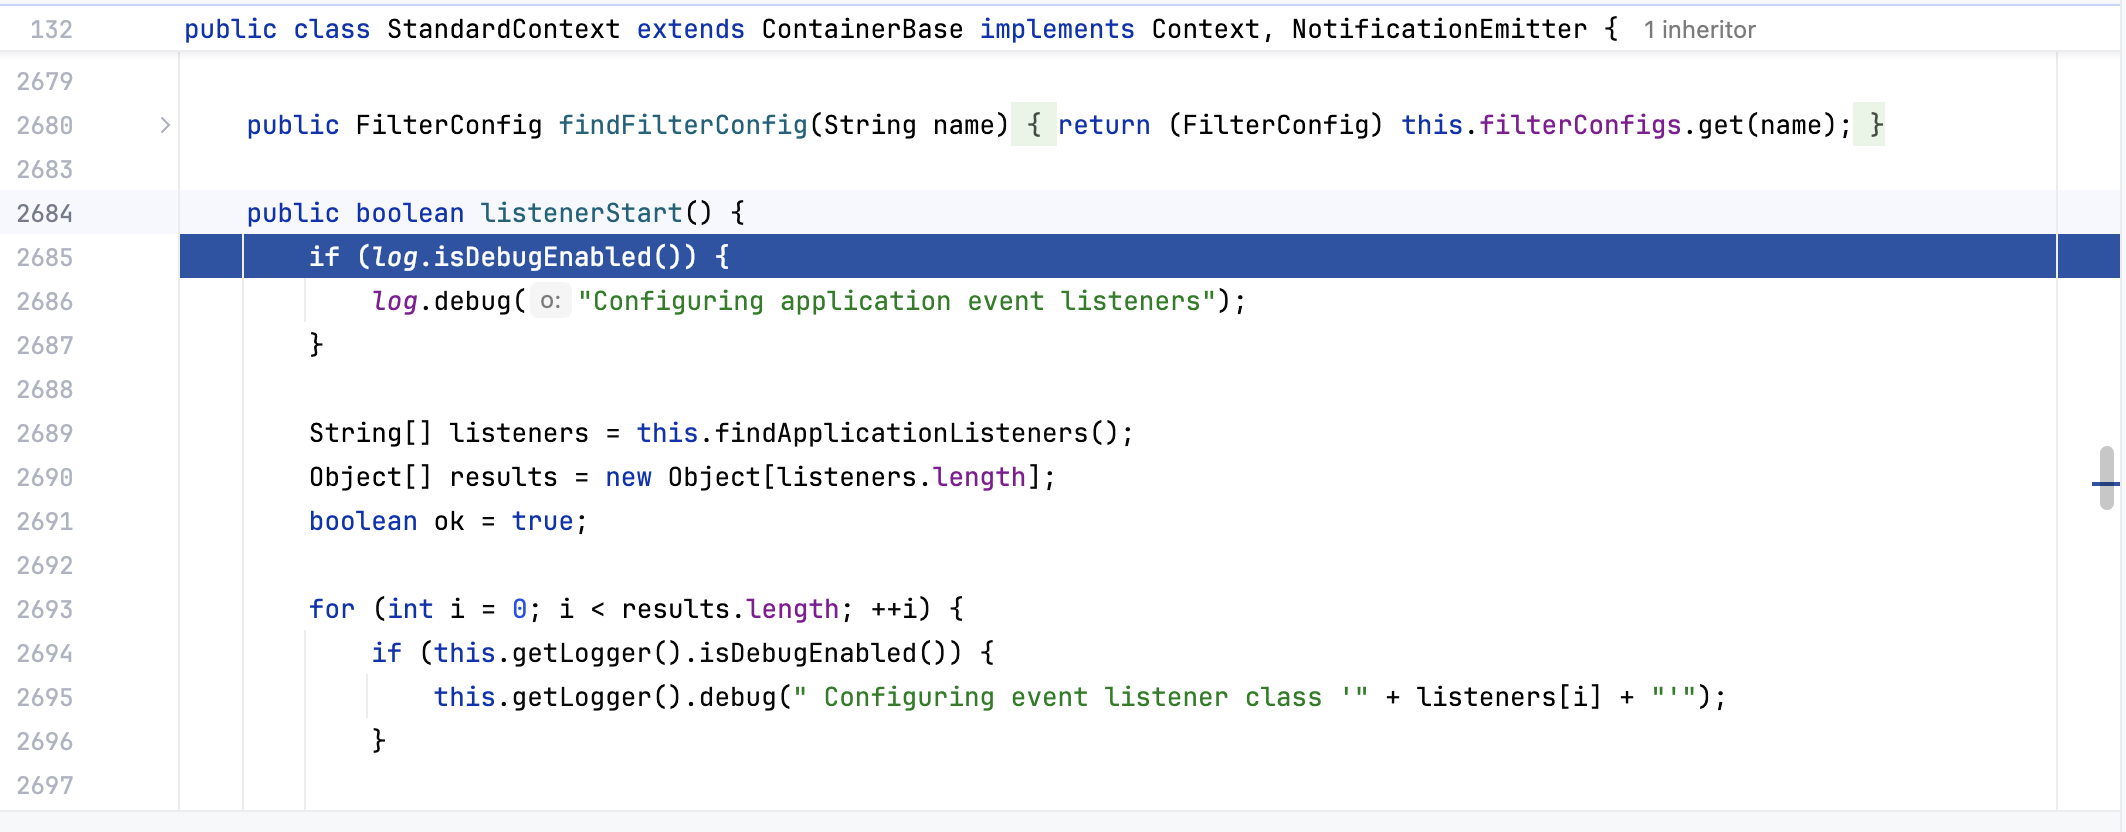 132 public class StandardContext extends ContainerBase implements Context, NotificationEmitter { 1 inheritor
2679
2680 public FilterConfig findFilterConfig(String name) { return (FilterConfig) this.filterConfigs.get(name); }
2683
2684 public boolean listenerStart() {
2685 if (log.isDebugEnabled()) {
2686 log.debug( o: "Configuring application event listeners");
2687 }
2688
2689 String[] listeners = this.findApplicationListeners();
2690 Object[] results = new Object[listeners.length];
2691 boolean ok = true;
2692
2693 for (int i = 0; i < results.length; ++i) {
2694 if (this.getLogger().isDebugEnabled()) {
2695 this.getLogger().debug(" Configuring event listener class '" + listeners[i] + "'");
2696 }
2697